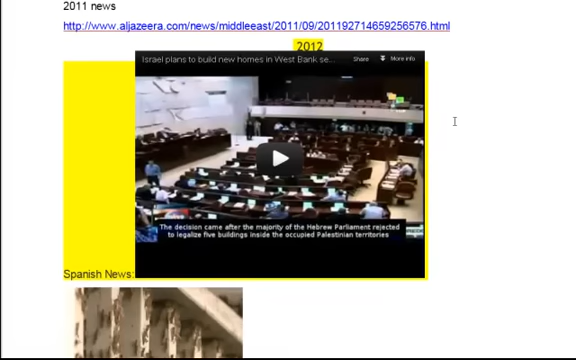 2011 news
http://www.aljazeera.com/news/middleeast/2011/09/201192714659256576.html
2012
Israel plans to build new homes in West Bank se...
Share
More info
The decision came after the majority of the Hebrew Parliament rejected
to legalize five buildings inside the occupied Palestinian territories
Spanish News: